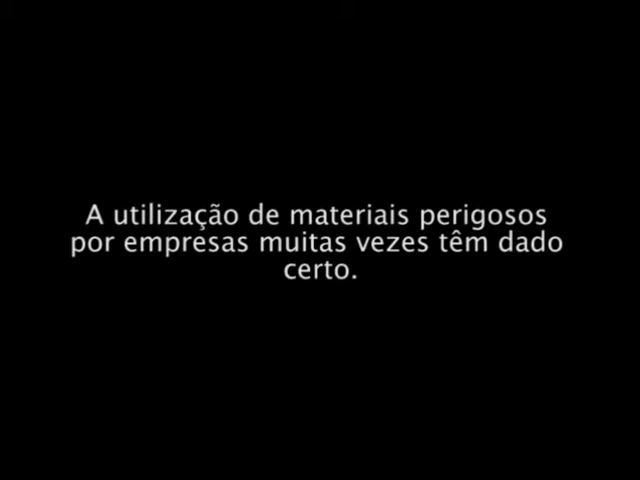 A utilização de materiais perigosos
por empresas muitas vezes têm dado
certo.